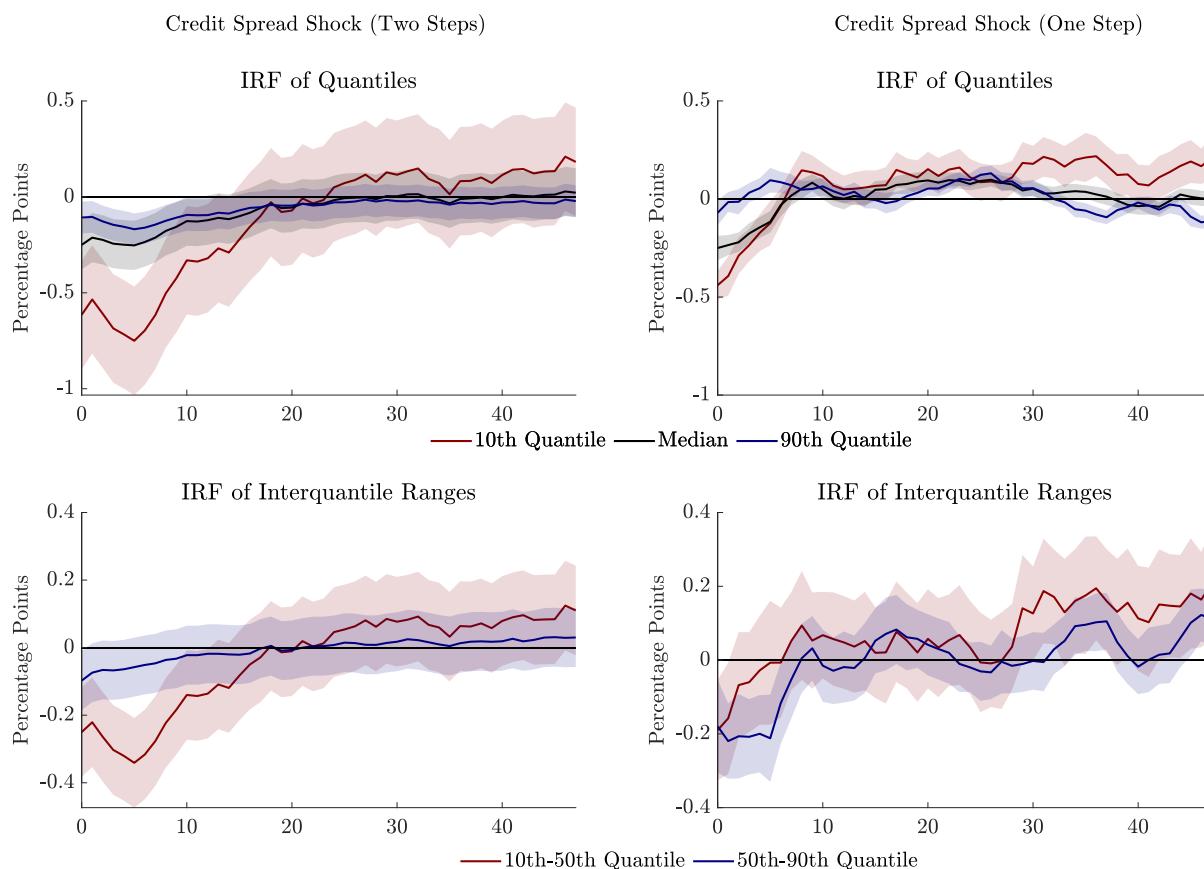 Credit Spread Shock (Two Steps)
Credit Spread Shock (One Step)
IRF of Quantiles
Percentage Points
0.5
0
-0.5
-1
0 10 20 30 40
IRF of Quantiles
Percentage Points
0.5
0
-0.5
-1
0 10 20 30 40
10th Quantile Median 90th Quantile
IRF of Interquantile Ranges
Percentage Points
0.4
0.2
0
-0.2
-0.4
0 10 20 30 40
IRF of Interquantile Ranges
Percentage Points
0.4
0.2
0
-0.2
-0.4
0 10 20 30 40
10th-50th Quantile 50th-90th Quantile